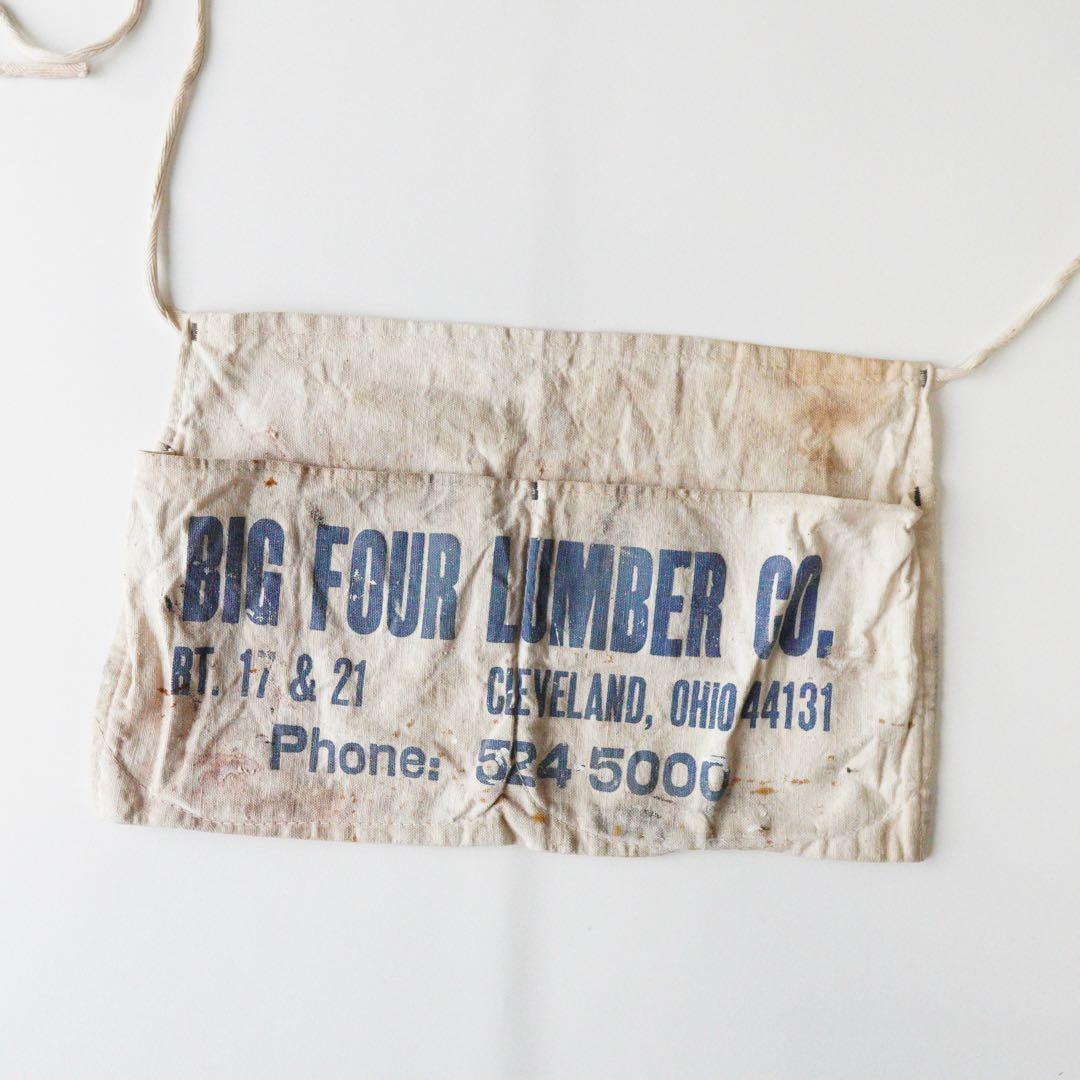 BIG FOUR LUMBER CO.
RT. 17 & 21 CLEVELAND, OHIO 44131
Phone: 524-5000